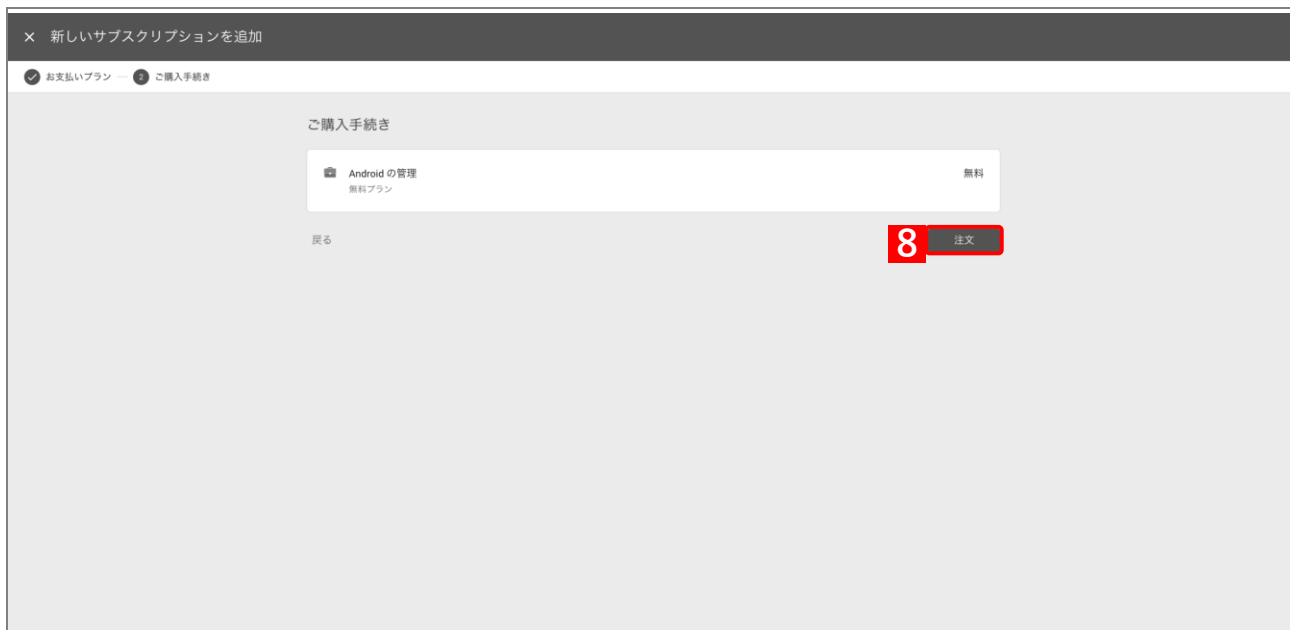 × 新しいサブスクリプションを追加
お支払いプラン — 2 ご購入手続き
ご購入手続き
Android の管理 無料
無料プラン
戻る 8 注文